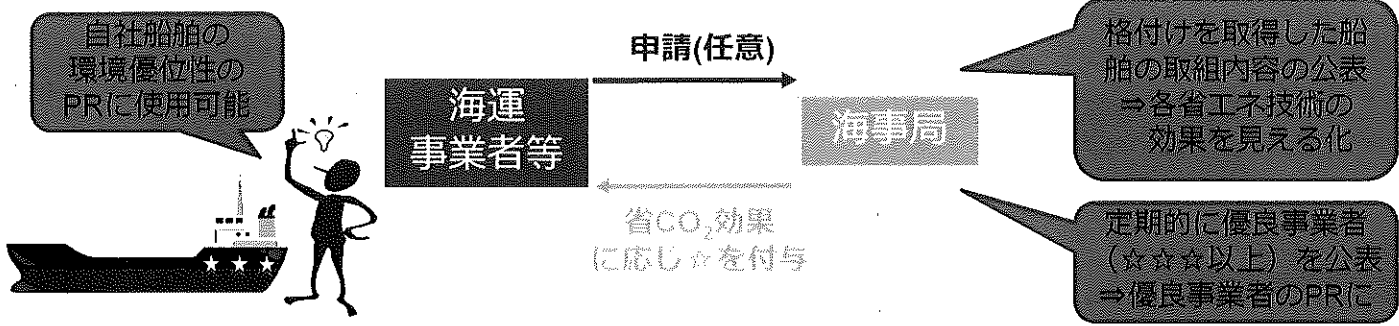 自社船舶の
環境優位性の
PRに使用可能
海運
事業者等
申請(任意)
海事局
省CO₂効果
に応じ☆を付与
格付けを取得した船
舶の取組内容の公表
⇒各省エネ技術の
効果を見える化
定期的に優良事業者
(☆☆☆以上)を公表
⇒優良事業者のPRに